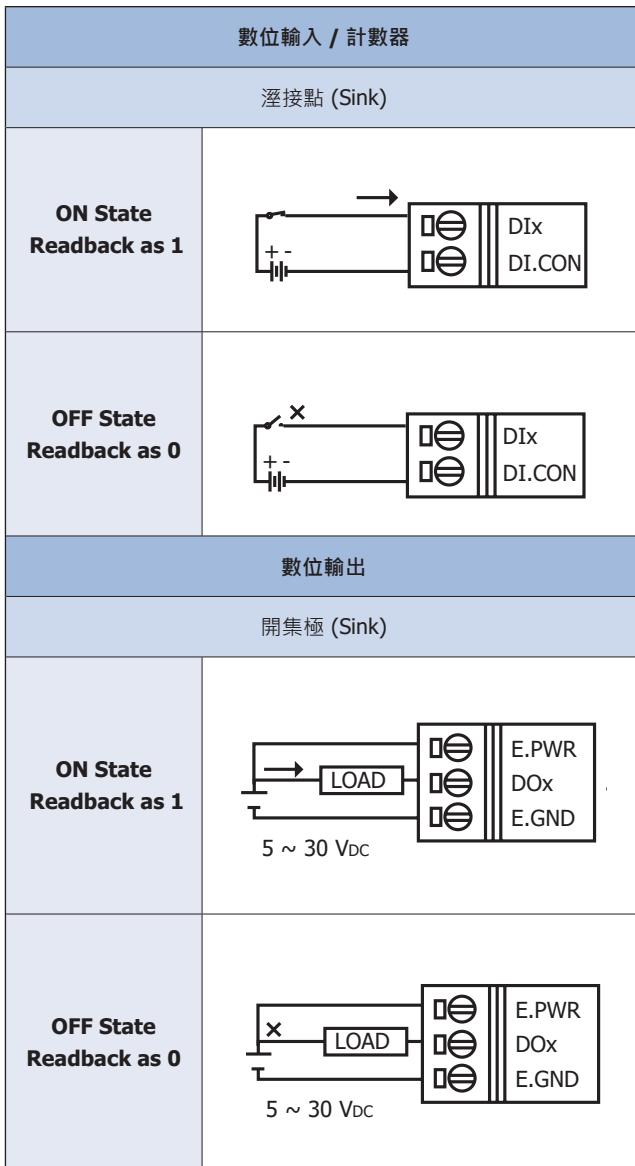 數位輸入 / 計數器
溼接點 (Sink)
ON State
Readback as 1
+ -
DIx
DI.CON
OFF State
Readback as 0
+ -
DIx
DI.CON
數位輸出
開集極 (Sink)
ON State
Readback as 1
LOAD
E.PWR
DOx
E.GND
5 ~ 30 VDC
OFF State
Readback as 0
LOAD
E.PWR
DOx
E.GND
5 ~ 30 VDC